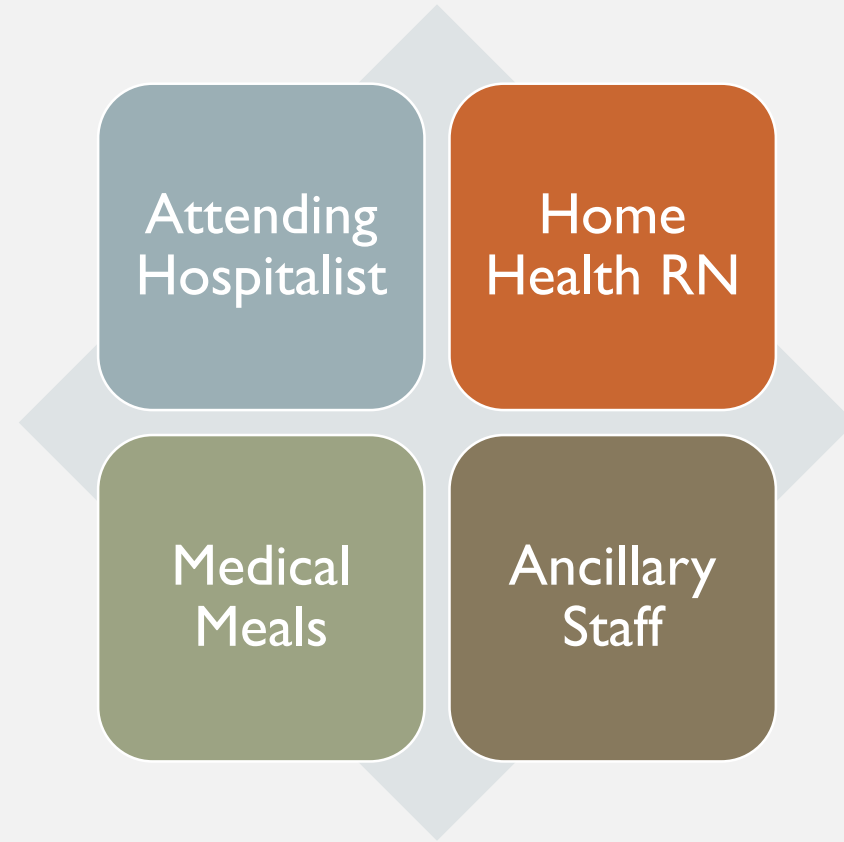 Attending
Hospitalist
Home
Health RN
Medical
Meals
Ancillary
Staff